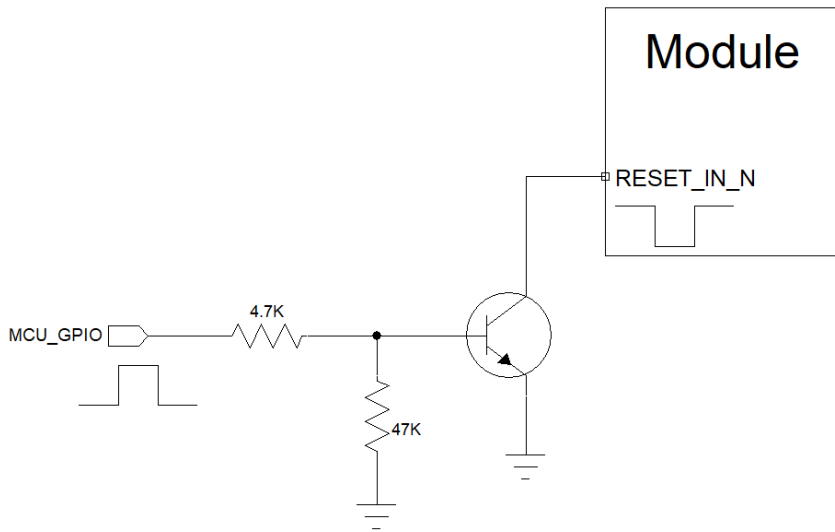 Module
RESET_IN_N
4.7K
MCU_GPIO
47K